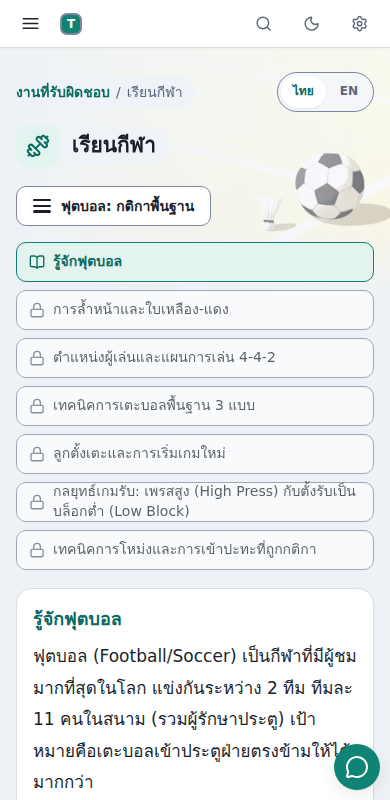 T
งานที่รับผิดชอบ / เรียนกีฬา
ไทย EN
เรียนกีฬา
ฟุตบอล: กติกาพื้นฐาน
รู้จักฟุตบอล
การล้ำหน้าและใบเหลือง-แดง
ตำแหน่งผู้เล่นและแผนการเล่น 4-4-2
เทคนิคการเตะบอลพื้นฐาน 3 แบบ
ลูกตั้งเตะและการเริ่มเกมใหม่
กลยุทธ์เกมรับ: เพรสสูง (High Press) กับตั้งรับเป็น
บล็อกต่ำ (Low Block)
เทคนิคการโหม่งและการเข้าปะทะที่ถูกกติกา
รู้จักฟุตบอล
ฟุตบอล (Football/Soccer) เป็นกีฬาที่มีผู้ชม
มากที่สุดในโลก แข่งกันระหว่าง 2 ทีม ทีมละ
11 คนในสนาม (รวมผู้รักษาประตู) เป้า
หมายคือเตะบอลเข้าประตูฝ่ายตรงข้ามให้ได้
มากกว่า